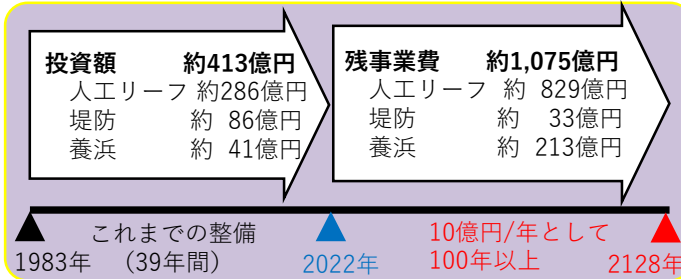 投資額 約413億円
人工リーフ 約286億円
堤防 約 86億円
養浜 約 41億円
残事業費 約1,075億円
人工リーフ 約 829億円
堤防 約 33億円
養浜 約 213億円
これまでの整備
(39年間)
10億円/年として
100年以上
1983年
2022年
2128年